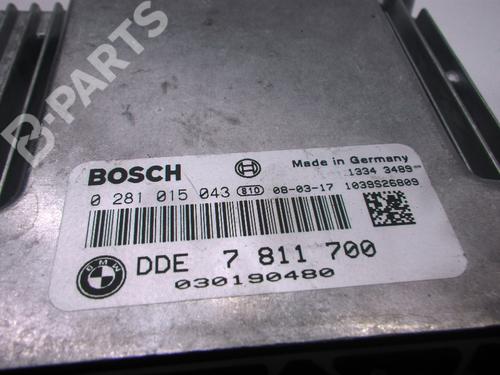 B-PARTS
BOSCH
Made in Germany
1334 3489
0 281 015 043 810 08-03-17 1039S26809
BMW
DDE 7 811 700
030190480